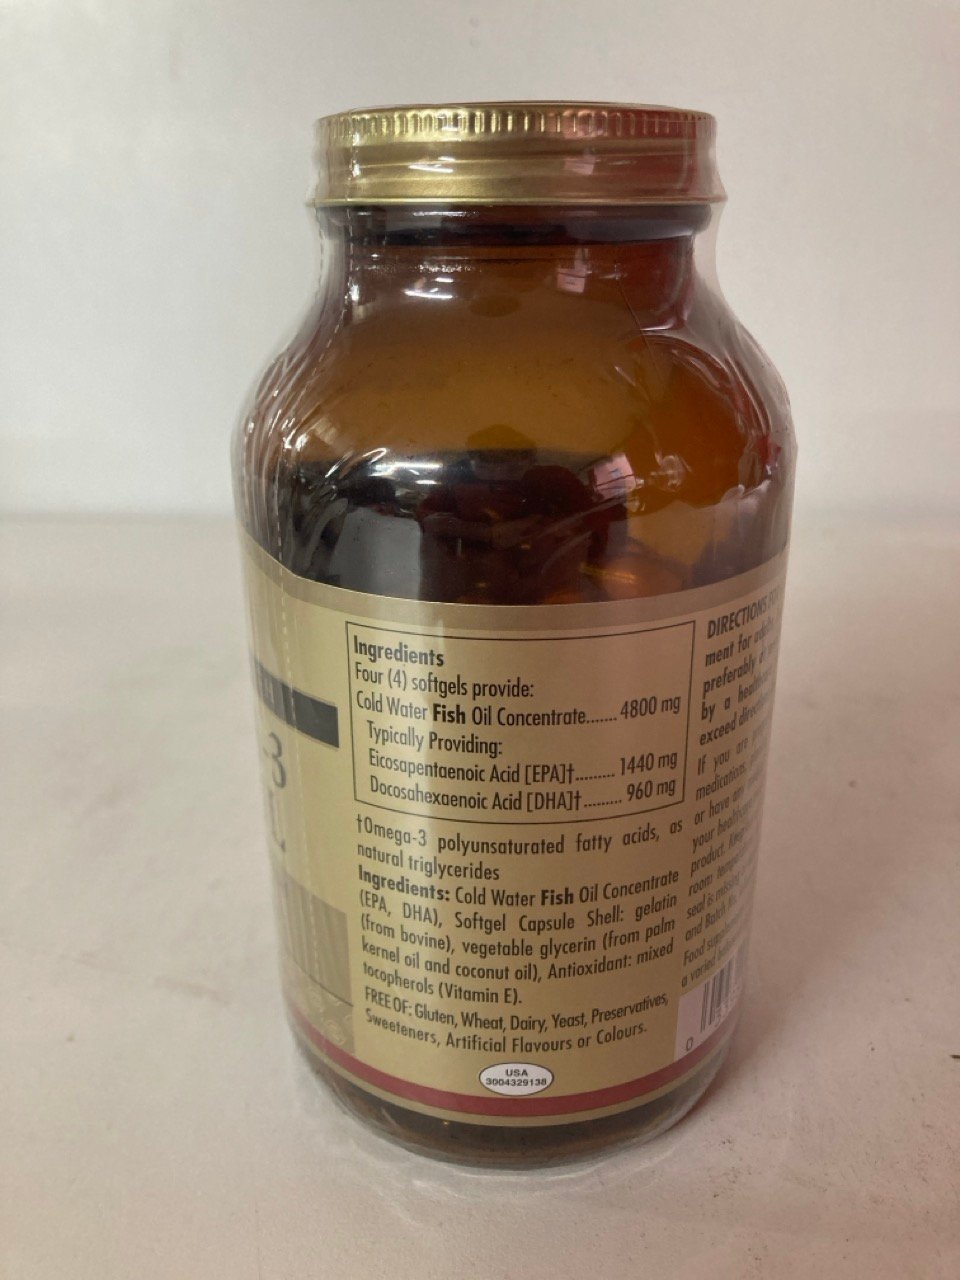 3
Ingredients
Four (4) softgels provide:
Cold Water Fish Oil Concentrate....... 4800 mg
Typically Providing:
Eicosapentaenoic Acid [EPA]†......... 1440 mg
Docosahexaenoic Acid [DHA]†......... 960 mg
†Omega-3 polyunsaturated fatty acids, as
natural triglycerides
Ingredients: Cold Water Fish Oil Concentrate
(EPA, DHA), Softgel Capsule Shell: gelatin
(from bovine), vegetable glycerin (from palm
kernel oil and coconut oil), Antioxidant: mixed
tocopherols (Vitamin E).
FREE OF: Gluten, Wheat, Dairy, Yeast, Preservatives,
Sweeteners, Artificial Flavours or Colours.
USA
3004329138
DIRECTIONS
ment for
preferably
by a
exceed
If you are
medications,
or have any
your
product.
room
seal is missing
and Batch
Food
a varied
0